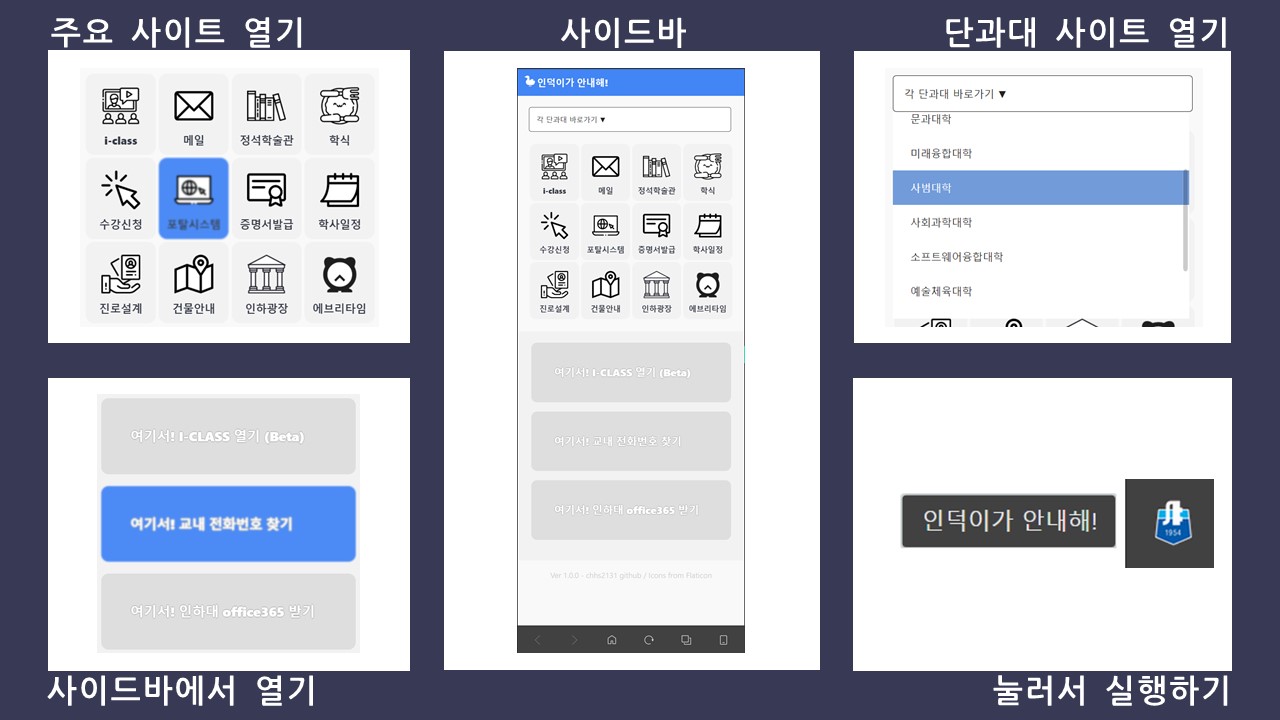 주요 사이트 열기
i-class
메일
정석학술관
학식
수강신청
포탈시스템
증명서발급
학사일정
진로설계
건물안내
인하광장
에브리타임
사이드바
인덕이가 안내해!
각 단과대 바로가기 ▼
i-class
메일
정석학술관
학식
수강신청
포탈시스템
증명서발급
학사일정
진로설계
건물안내
인하광장
에브리타임
여기서! I-CLASS 열기 (Beta)
여기서! 교내 전화번호 찾기
여기서! 인하대 office365 받기
Ver 1.0.0 - chhs2131 github / Icons from Flaticon
단과대 사이트 열기
각 단과대 바로가기 ▼
문과대학
미래융합대학
사범대학
사회과학대학
소프트웨어융합대학
예술체육대학
여기서! I-CLASS 열기 (Beta)
여기서! 교내 전화번호 찾기
여기서! 인하대 office365 받기
사이드바에서 열기
인덕이가 안내해!
1954
눌러서 실행하기